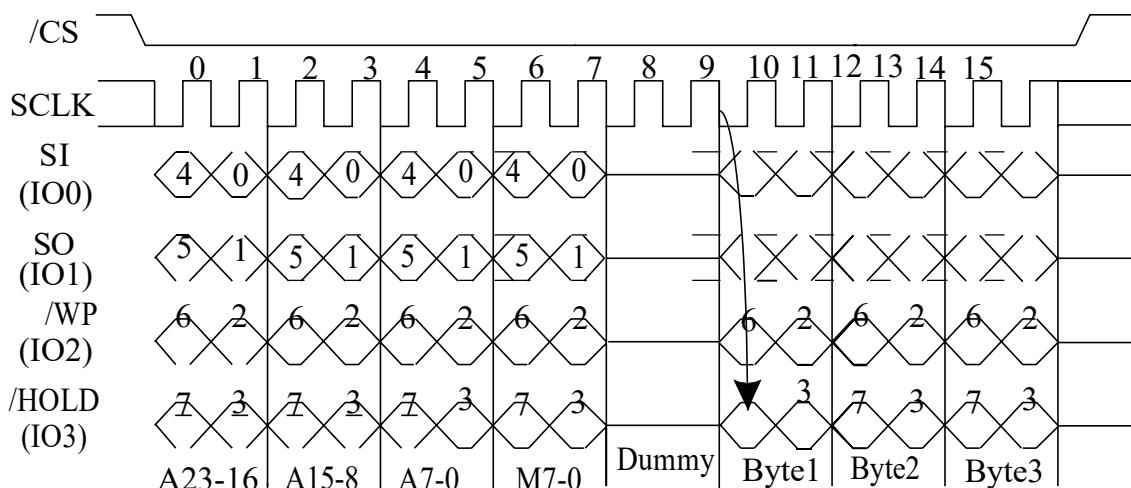 /CS
0 1 2 3 4 5 6 7 8 9 10 11 12 13 14 15
SCLK
SI
(IO0)
4 0 4 0 4 0 4 0
SO
(IO1)
5 1 5 1 5 1 5 1
/WP
(IO2)
6 2 6 2 6 2 6 2 6 2 6 2 6 2
/HOLD
(IO3)
7 3 7 3 7 3 7 3 3 7 3 7 3
A23-16 A15-8 A7-0 M7-0 Dummy Byte1 Byte2 Byte3